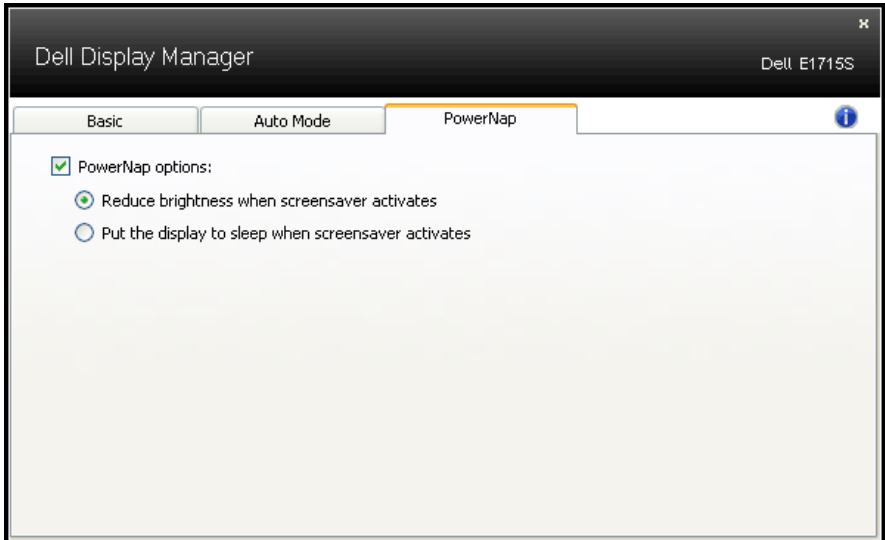 Dell Display Manager
Dell E1715S
Basic
Auto Mode
PowerNap
PowerNap options:
Reduce brightness when screensaver activates
Put the display to sleep when screensaver activates